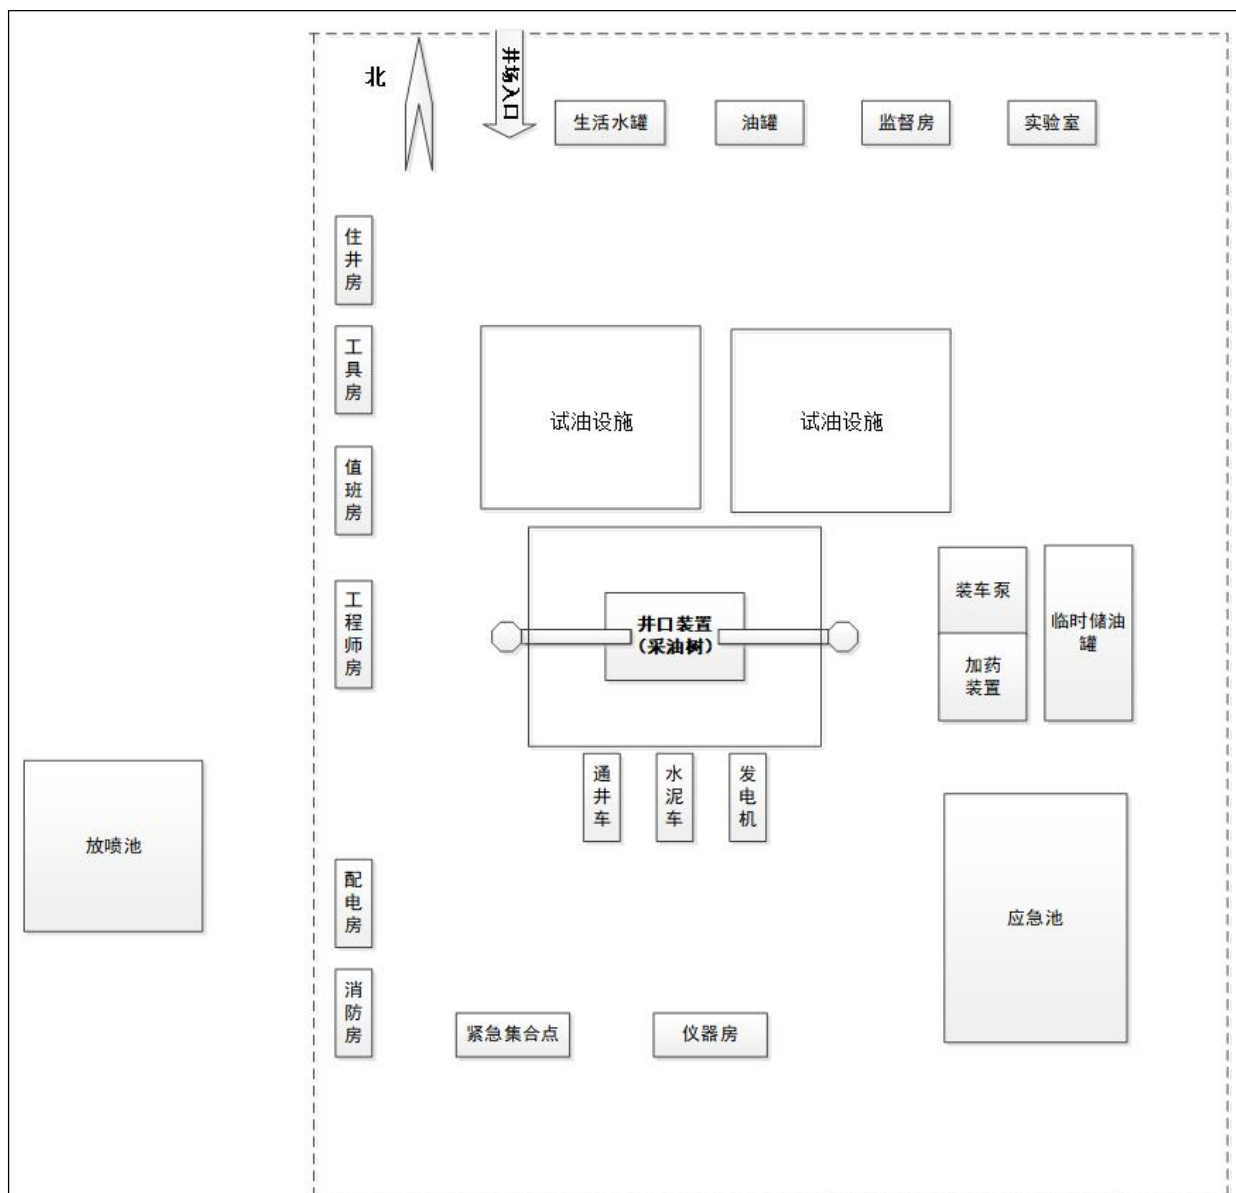 北
井场入口
生活水罐
油罐
监督房
实验室
住井房
工具房
试油设施
试油设施
值班房
工程师房
井口装置
（采油树）
装车泵
临时储油
罐
加药
装置
通井车
水泥车
发电机
放喷池
配电房
应急池
消防房
紧急集合点
仪器房